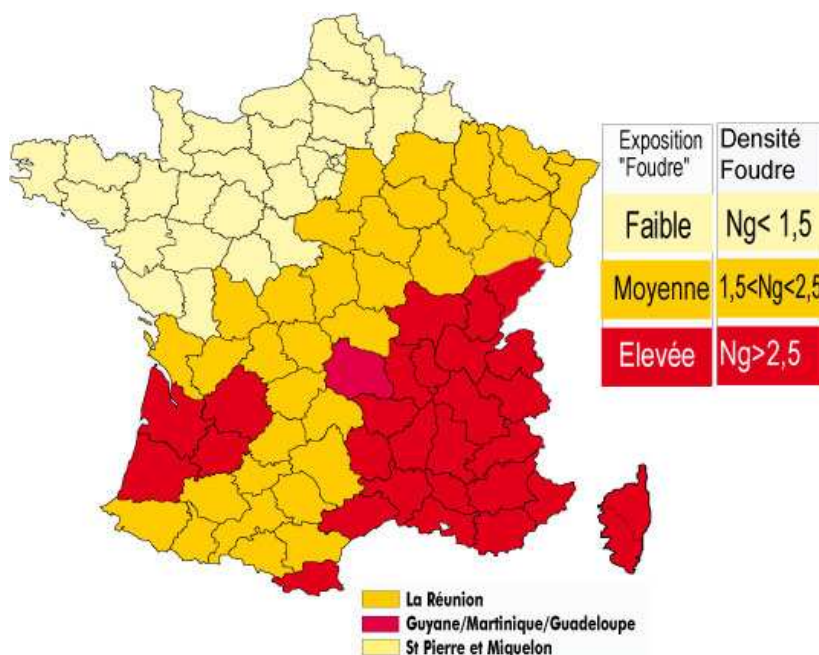 Exposition
"Foudre"
Densité
Foudre
Faible
Ng< 1,5
Moyenne
1,5<Ng<2,5
Elevée
Ng>2,5
La Réunion
Guyane/Martinique/Guadeloupe
St Pierre et Miquelon